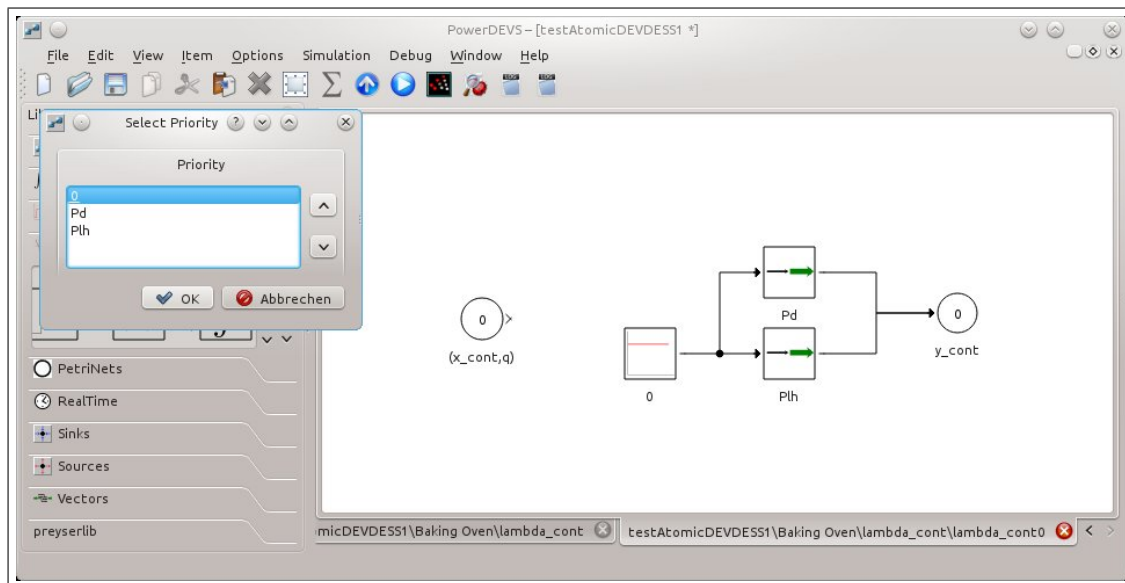 PowerDEVS – [testAtomicDEVDESS1 *]
File Edit View Item Options Simulation Debug Window Help
Li
Select Priority
Priority
0
Pd
Plh
OK Abbrechen
PetriNets
RealTime
Sinks
Sources
Vectors
preyserlib
0
(x_cont,q)
0
Pd
Plh
0
y_cont
omicDEVDESS1\Baking Oven\lambda_cont
testAtomicDEVDESS1\Baking Oven\lambda_cont\lambda_cont0